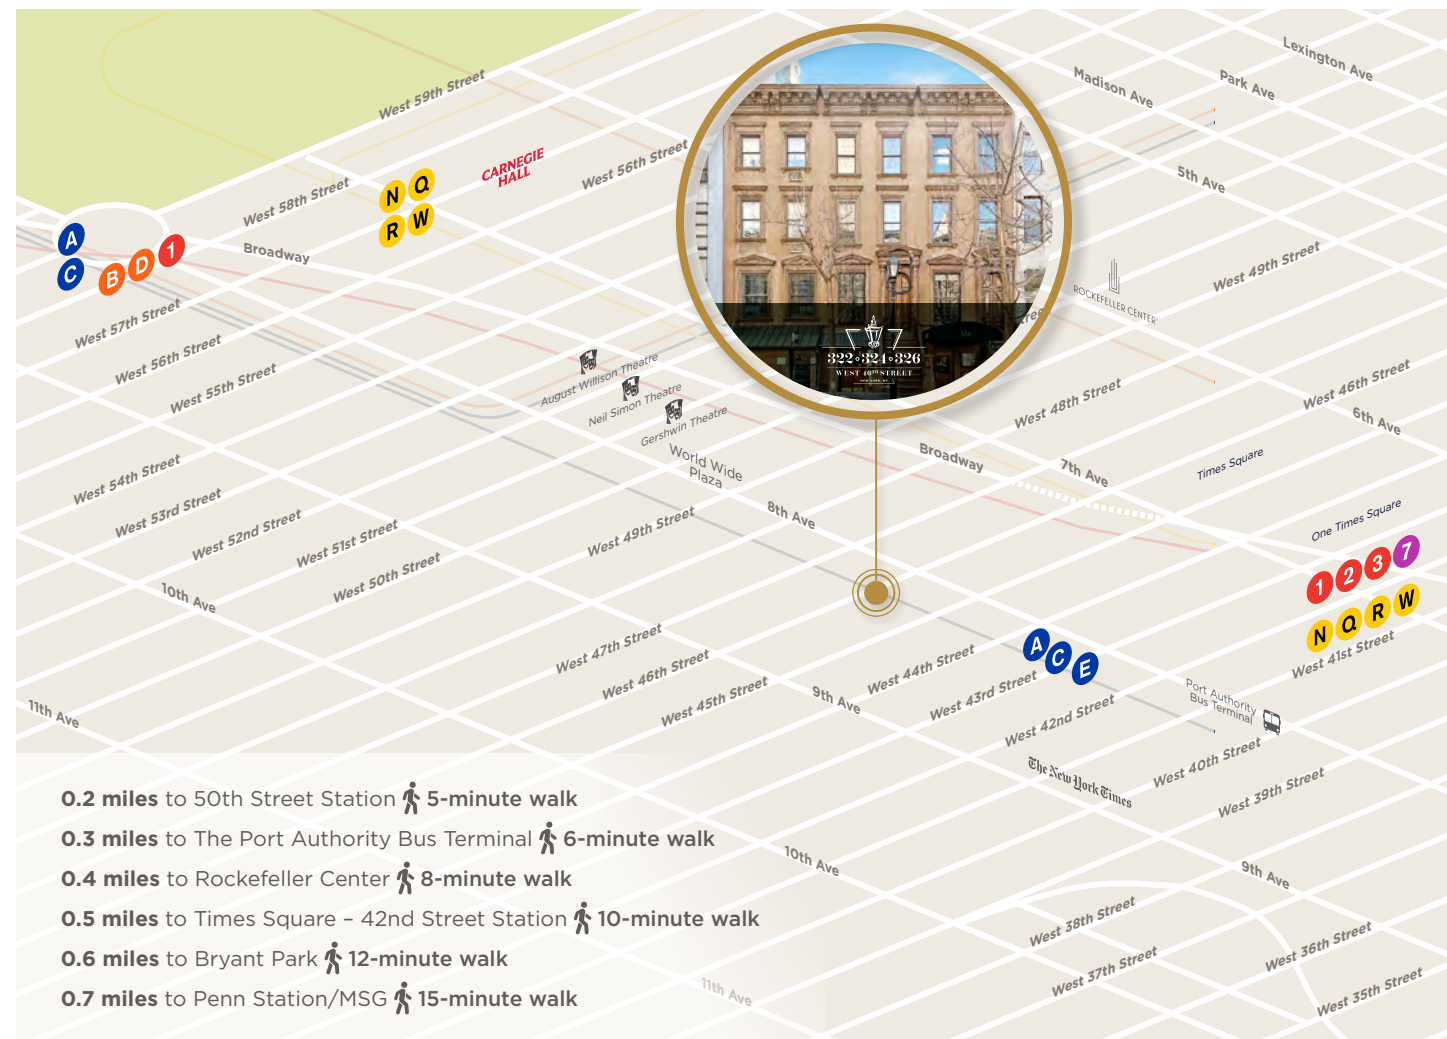 Lexington Ave
Madison Ave
Park Ave
West 59th Street
CARNEGIE
HALL
West 56th Street
5th Ave
West 58th Street
N Q
R W
A
C
B D 1
Broadway
West 49th Street
ROCKEFELLER CENTER
West 57th Street
West 56th Street
West 55th Street
322•324•326
WEST 46TH STREET
NEW YORK, NY
August Willison Theatre
Neil Simon Theatre
Gershwin Theatre
World Wide
Plaza
West 48th Street
West 46th Street
6th Ave
Broadway
7th Ave
Times Square
West 54th Street
West 53rd Street
West 52nd Street
West 51st Street
West 50th Street
West 49th Street
8th Ave
One Times Square
1 2 3 7
N Q R W
West 41st Street
10th Ave
West 47th Street
West 46th Street
West 45th Street
9th Ave
West 44th Street
West 43rd Street
A C E
West 42nd Street
Port Authority
Bus Terminal
West 40th Street
West 39th Street
The New York Times
11th Ave
0.2 miles to 50th Street Station 5-minute walk
0.3 miles to The Port Authority Bus Terminal 6-minute walk
0.4 miles to Rockefeller Center 8-minute walk
0.5 miles to Times Square – 42nd Street Station 10-minute walk
0.6 miles to Bryant Park 12-minute walk
0.7 miles to Penn Station/MSG 15-minute walk
10th Ave
9th Ave
11th Ave
West 38th Street
West 37th Street
West 36th Street
West 35th Street